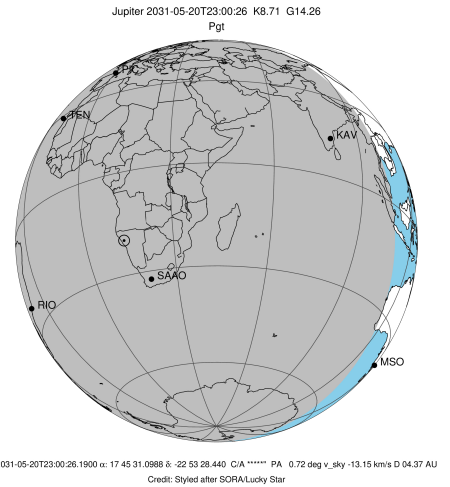 Jupiter 2031-05-20T23:00:26 K8.71 G14.26
Pgt
TEN
KAV
SAAO
RIO
MSO
031-05-20T23:00:26.1900 α: 17 45 31.0988 δ: -22 53 28.440 C/A *****" PA 0.72 deg v_sky -13.15 km/s D 04.37 AU
Credit: Styled after SORA/Lucky Star